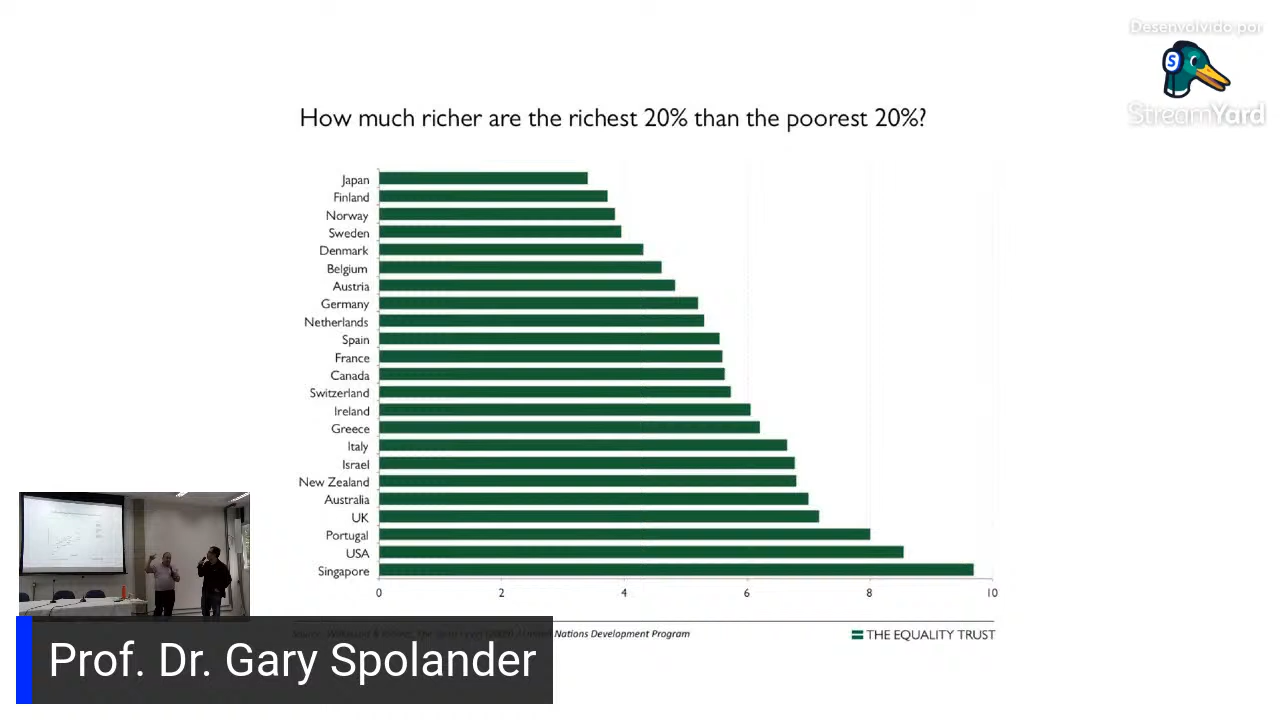 Desenvolvido por
S
StreamYard
How much richer are the richest 20% than the poorest 20%?
Japan
Finland
Norway
Sweden
Denmark
Belgium
Austria
Germany
Netherlands
Spain
France
Canada
Switzerland
Ireland
Greece
Italy
Israel
New Zealand
Australia
UK
Portugal
USA
Singapore
0 2 4 6 8 10
Nations Development Program
THE EQUALITY TRUST
Prof. Dr. Gary Spolander